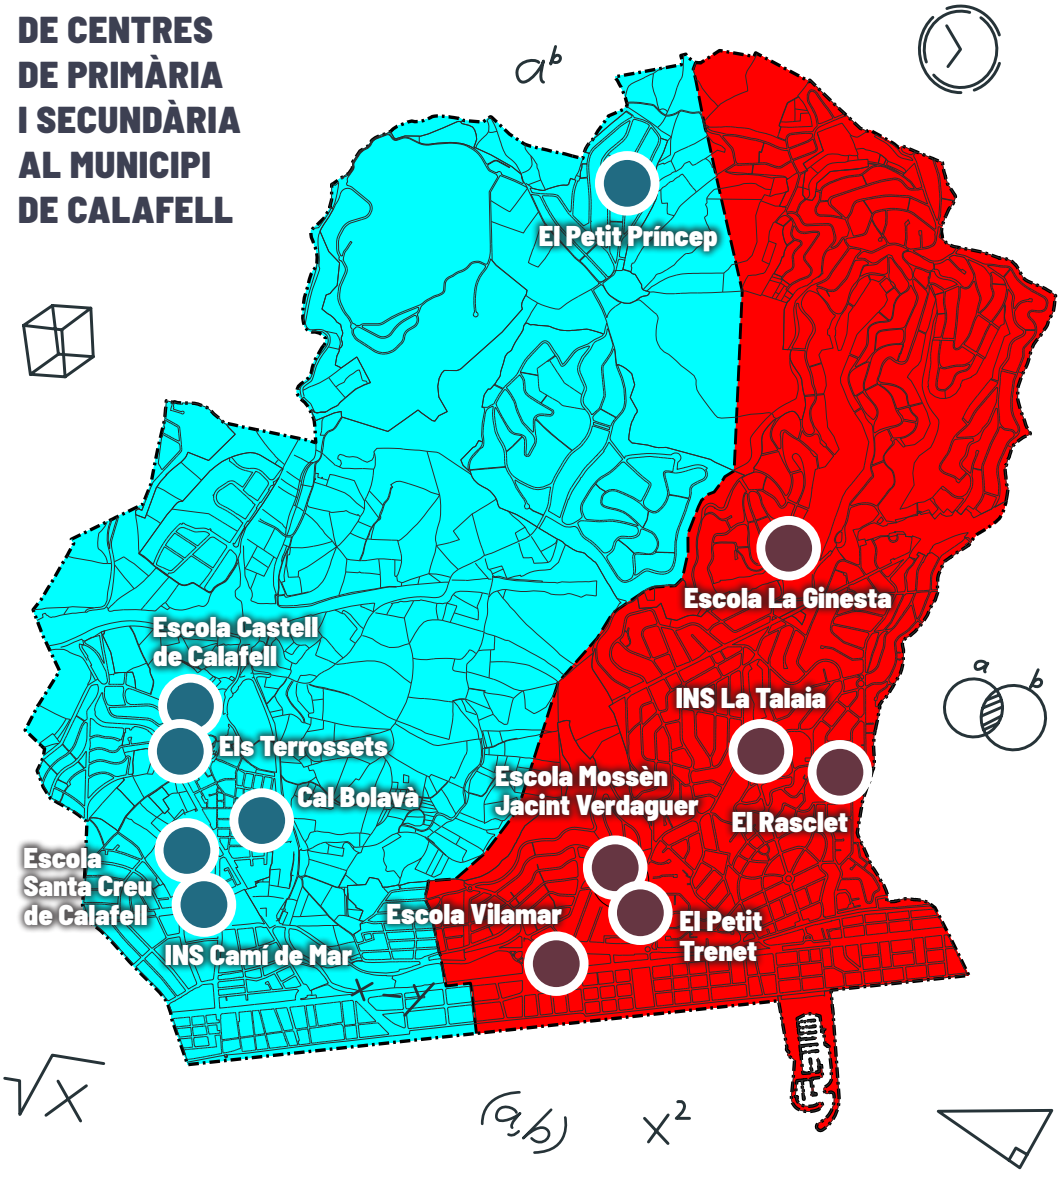 DE CENTRES
DE PRIMÀRIA
I SECUNDÀRIA
AL MUNICIPI
DE CALAFELL
a^b
El Petit Príncep
Escola La Ginesta
Escola Castell
de Calafell
a
b
INS La Talaia
Els Terrossets
Escola Mossèn
Jacint Verdaguer
Cal Bolavà
El Rasclet
Escola
Santa Creu
de Calafell
Escola Vilamar
El Petit
Trenet
INS Camí de Mar
x - y
√x
(a,b)
x²